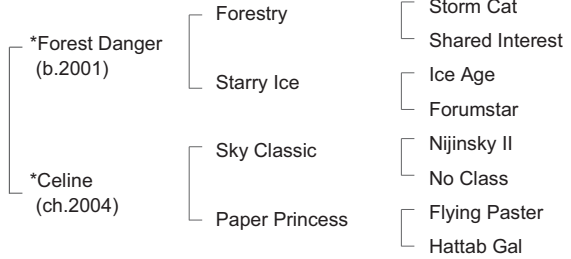 Storm Cat
Forestry
Shared Interest
*Forest Danger
(b.2001)
Ice Age
Starry Ice
Forumstar
Nijinsky II
Sky Classic
No Class
*Celine
(ch.2004)
Flying Paster
Paper Princess
Hattab Gal